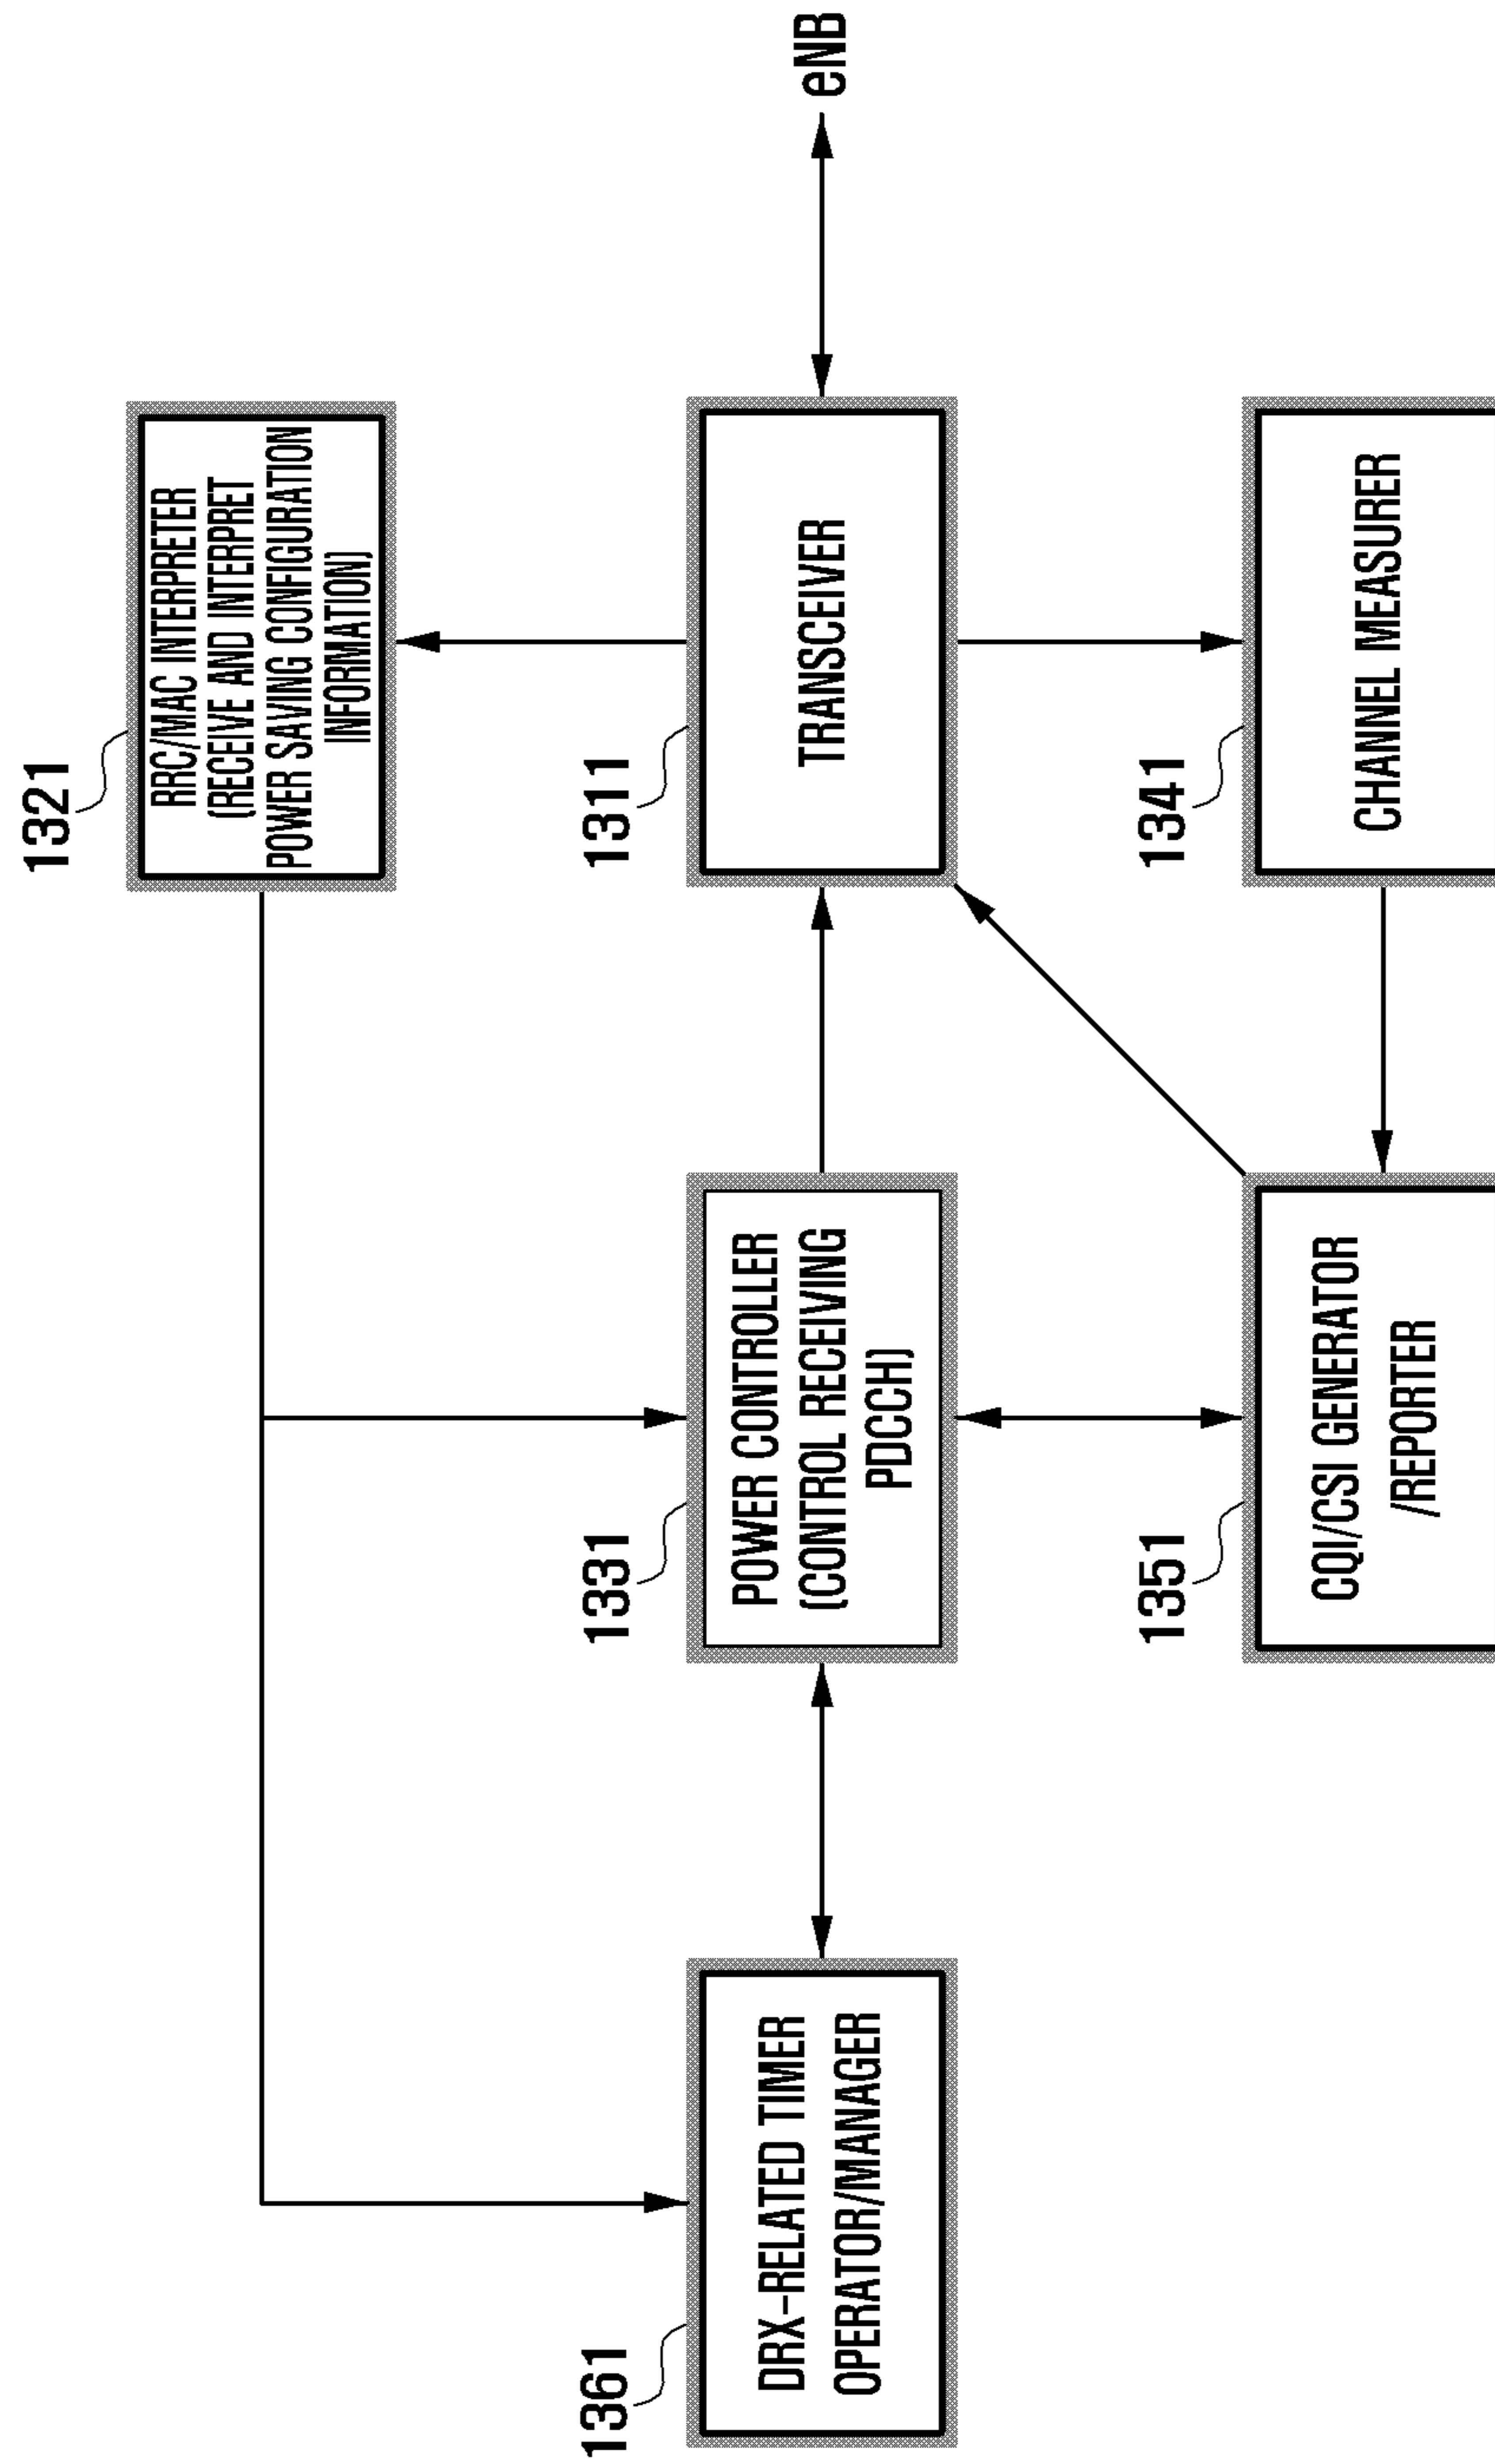 1321
RRC/MAC INTERPRETER
(RECEIVE AND INTERPRET
POWER SAVING CONFIGURATION
INFORMATION)
1361
DRX-RELATED TIMER
OPERATOR/MANAGER
1331
POWER CONTROLLER
(CONTROL RECEIVING
PDCCH)
1311
TRANSCEIVER
eNB
1351
CQI/CSI GENERATOR
/REPORTER
1341
CHANNEL MEASURER